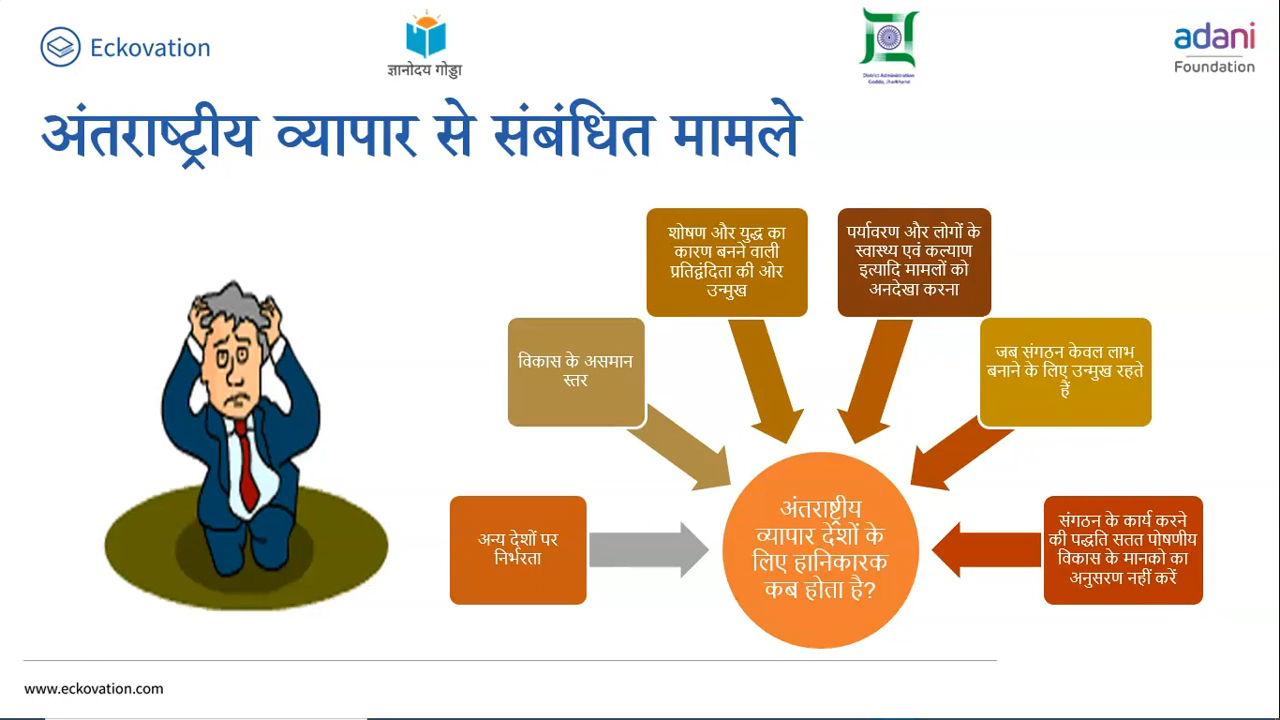 Eckovation
ज्ञानोदय गोड्डा
District Administration
Godda, Jharkhand
adani
Foundation
अंतराष्ट्रीय व्यापार से संबंधित मामले
शोषण और युद्ध का
कारण बनने वाली
प्रतिद्वंदिता की ओर
उन्मुख
पर्यावरण और लोगों के
स्वास्थ्य एवं कल्याण
इत्यादि मामलों को
अनदेखा करना
विकास के असमान
स्तर
जब संगठन केवल लाभ
बनाने के लिए उन्मुख रहते
हैं
अन्य देशों पर
निर्भरता
अंतराष्ट्रीय
व्यापार देशों के
लिए हानिकारक
कब होता है?
संगठन के कार्य करने
की पद्धति सतत पोषणीय
विकास के मानको का
अनुसरण नहीं करें
www.eckovation.com